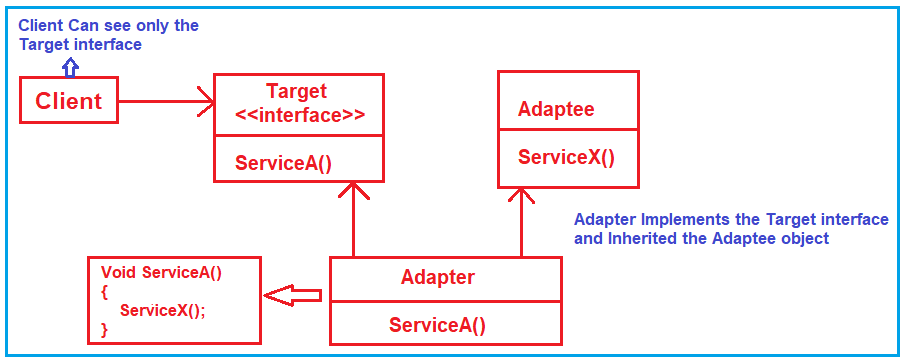 Client Can see only the
Target interface
Client
Target
<<interface>>
ServiceA()
Adaptee
ServiceX()
Adapter Implements the Target interface
and Inherited the Adaptee object
Void ServiceA()
{
ServiceX();
}
Adapter
ServiceA()